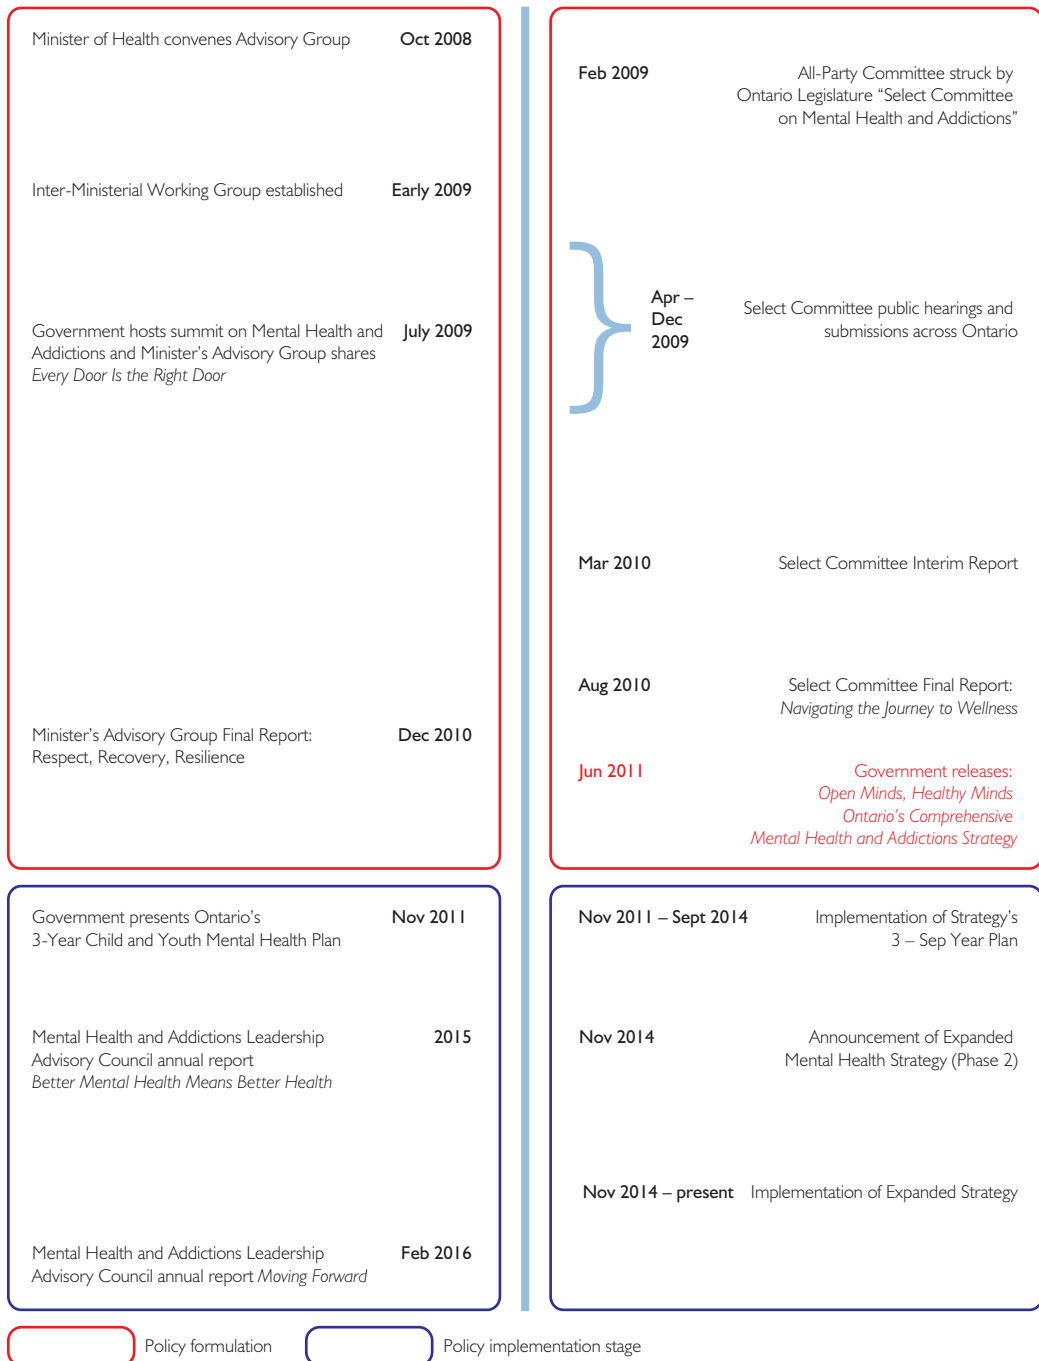 Minister of Health convenes Advisory Group Oct 2008
Inter-Ministerial Working Group established Early 2009
Government hosts summit on Mental Health and July 2009
Addictions and Minister's Advisory Group shares
Every Door Is the Right Door
Minister's Advisory Group Final Report: Dec 2010
Respect, Recovery, Resilience
Feb 2009 All-Party Committee struck by
Ontario Legislature “Select Committee
on Mental Health and Addictions”
Apr –
Dec
2009
Select Committee public hearings and
submissions across Ontario
Mar 2010 Select Committee Interim Report
Aug 2010 Select Committee Final Report:
Navigating the Journey to Wellness
Jun 2011 Government releases:
Open Minds, Healthy Minds
Ontario's Comprehensive
Mental Health and Addictions Strategy
Government presents Ontario's Nov 2011
3-Year Child and Youth Mental Health Plan
Mental Health and Addictions Leadership 2015
Advisory Council annual report
Better Mental Health Means Better Health
Mental Health and Addictions Leadership Feb 2016
Advisory Council annual report Moving Forward
Nov 2011 – Sept 2014 Implementation of Strategy's
3 – Sep Year Plan
Nov 2014 Announcement of Expanded
Mental Health Strategy (Phase 2)
Nov 2014 – present Implementation of Expanded Strategy
Policy formulation
Policy implementation stage